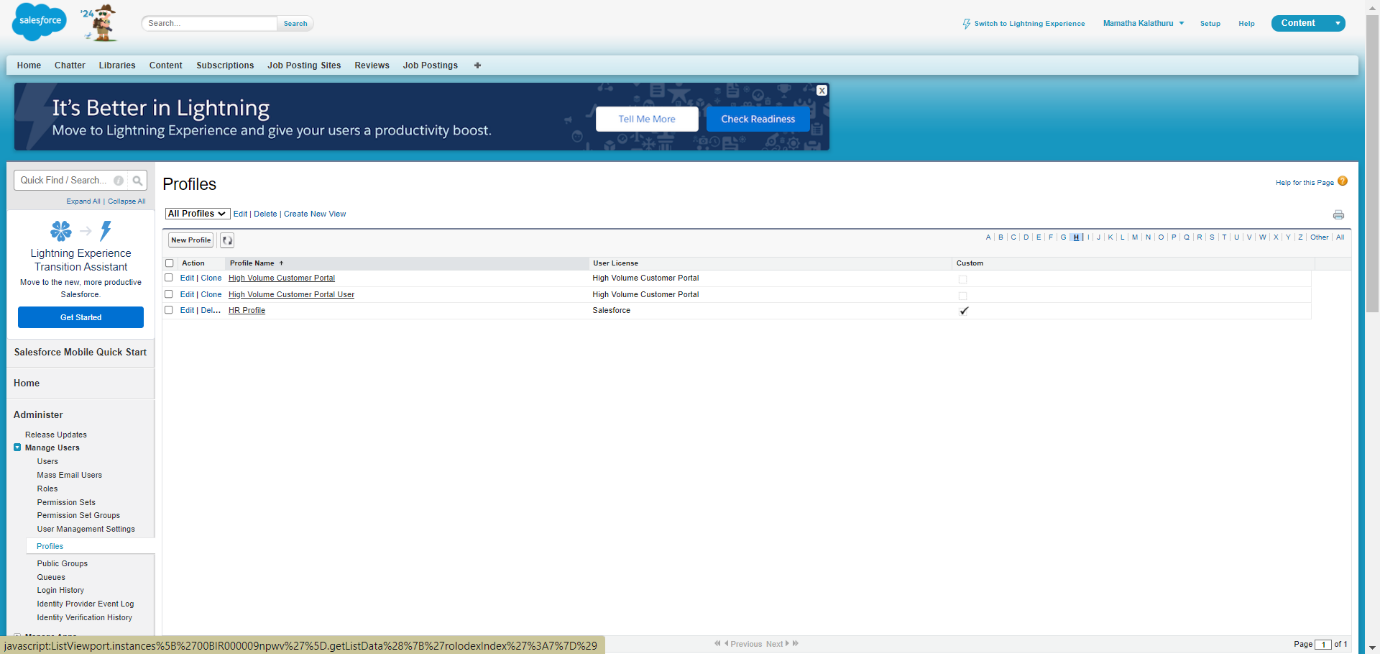 salesforce
'24
Search...
Search
Switch to Lightning Experience
Mamatha Kalathuru
Setup
Help
Content
Home Chatter Libraries Content Subscriptions Job Posting Sites Reviews Job Postings +
It's Better in Lightning
Move to Lightning Experience and give your users a productivity boost.
Tell Me More
Check Readiness
X
Quick Find / Search...
Expand All | Collapse All
Lightning Experience
Transition Assistant
Move to the new, more productive
Salesforce.
Get Started
Salesforce Mobile Quick Start
Home
Administer
Release Updates
Manage Users
Users
Mass Email Users
Roles
Permission Sets
Permission Set Groups
User Management Settings
Profiles
Public Groups
Queues
Login History
Identity Provider Event Log
Identity Verification History
Profiles
Help for this Page ?
All Profiles Edit | Delete | Create New View
New Profile
A | B | C | D | E | F | G | H | I | J | K | L | M | N | O | P | Q | R | S | T | U | V | W | X | Y | Z | Other | All
Action Profile Name User License Custom
Edit | Clone High Volume Customer Portal High Volume Customer Portal
Edit | Clone High Volume Customer Portal User High Volume Customer Portal
Edit | Del... HR Profile Salesforce
Previous Next
Page 1 of 1
javascript:ListViewport.instances%5B%2700BIR000009npwv%27%5D.getListData%28%7B%27rolodexIndex%27%3A7%7D%29